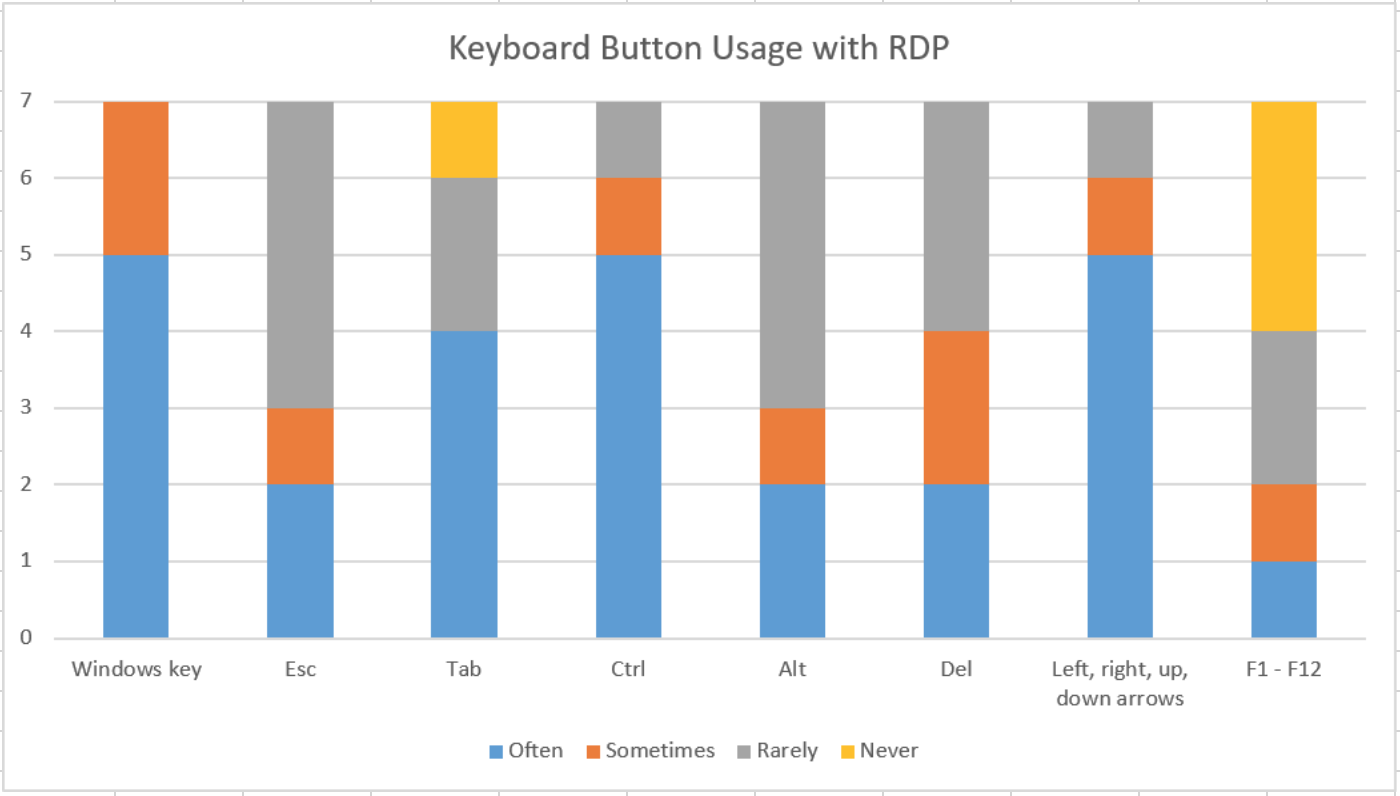 Keyboard Button Usage with RDP
7
6
5
4
3
2
1
0
Windows key
Esc
Tab
Ctrl
Alt
Del
Left, right, up,
down arrows
F1 - F12
Often
Sometimes
Rarely
Never